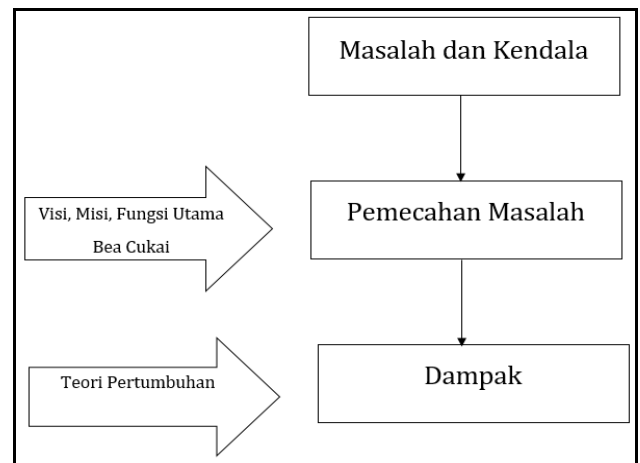 Masalah dan Kendala
Visi, Misi, Fungsi Utama
Bea Cukai
Pemecahan Masalah
Teori Pertumbuhan
Dampak